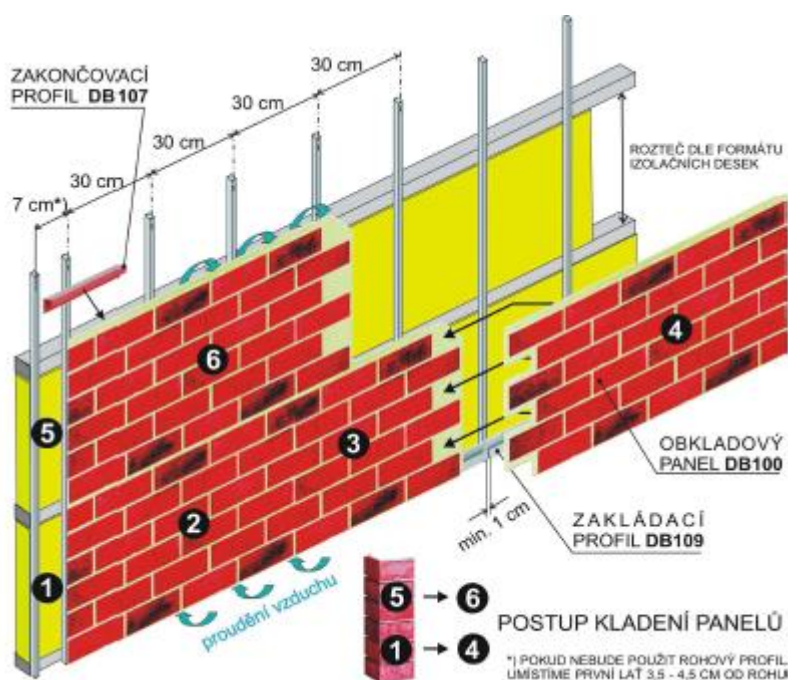 30 cm
30 cm
30 cm
30 cm
7 cm*)
ZAKONČOVACÍ
PROFIL DB107
ROZTEČ DLE FORMÁTU
IZOLAČNÍCH DESEK
6
5
3
4
2
1
OBKLADOVÝ
PANEL DB100
ZAKLÁDACÍ
PROFIL DB109
min. 1 cm
proudění vzduchu
5 → 6
1 → 4
POSTUP KLADENÍ PANELŮ
*) POKUD NEBUDE POUŽIT ROHOVÝ PROFIL
UMÍSTÍME PRVNÍ LAŤ 3,5 - 4,5 CM OD ROHU